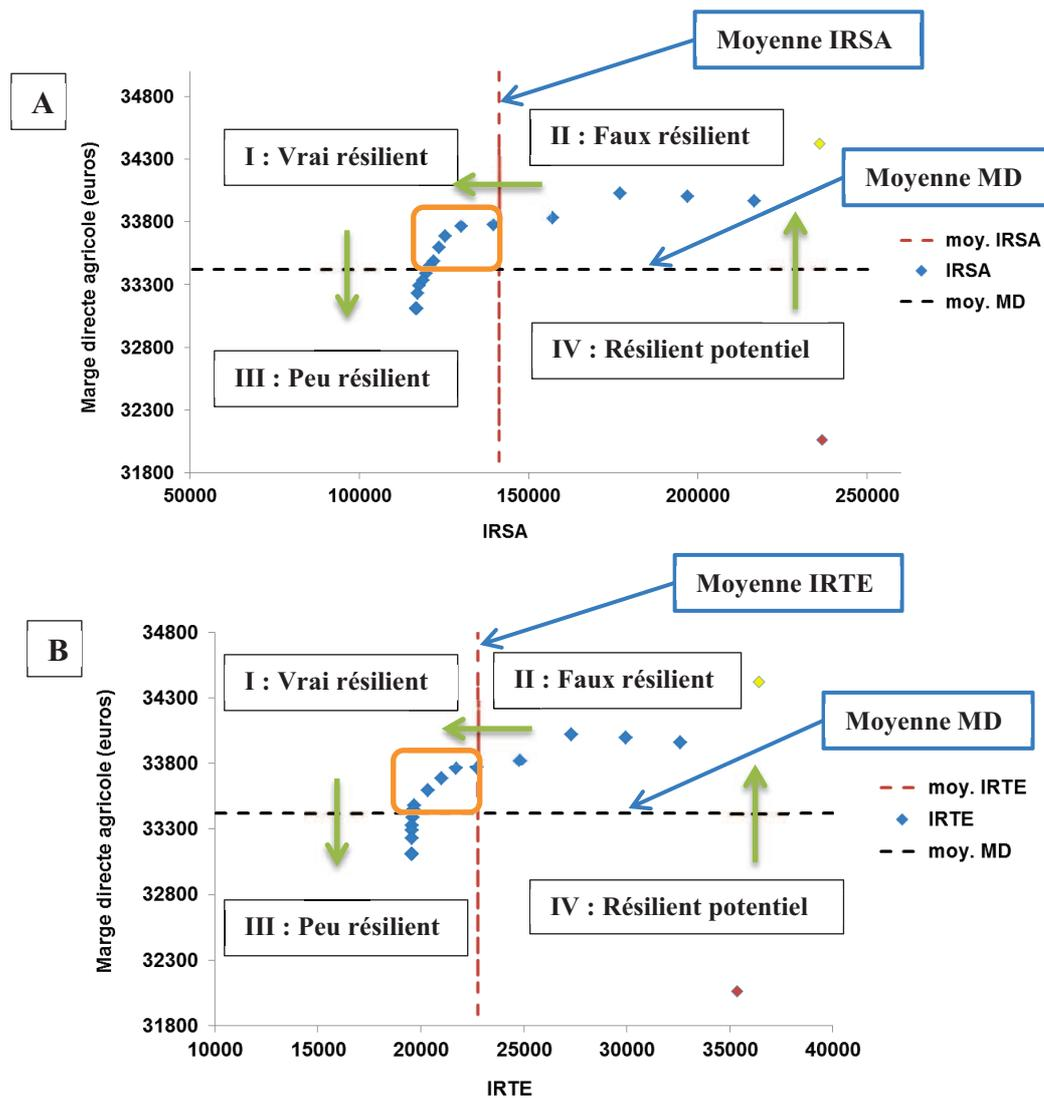 Moyenne IRSA
A
34800
II : Faux résilient
I : Vrai résilient
34300
Moyenne MD
33800
moy. IRSA
IRSA
33300
moy. MD
Marge directe agricole (euros)
32800
IV : Résilient potentiel
III : Peu résilient
32300
31800
50000 100000 150000 200000 250000
IRSA
Moyenne IRTE
B
34800
II : Faux résilient
I : Vrai résilient
34300
Moyenne MD
33800
moy. IRTE
IRTE
33300
moy. MD
Marge directe agricole (euros)
32800
IV : Résilient potentiel
III : Peu résilient
32300
31800
10000 15000 20000 25000 30000 35000 40000
IRTE